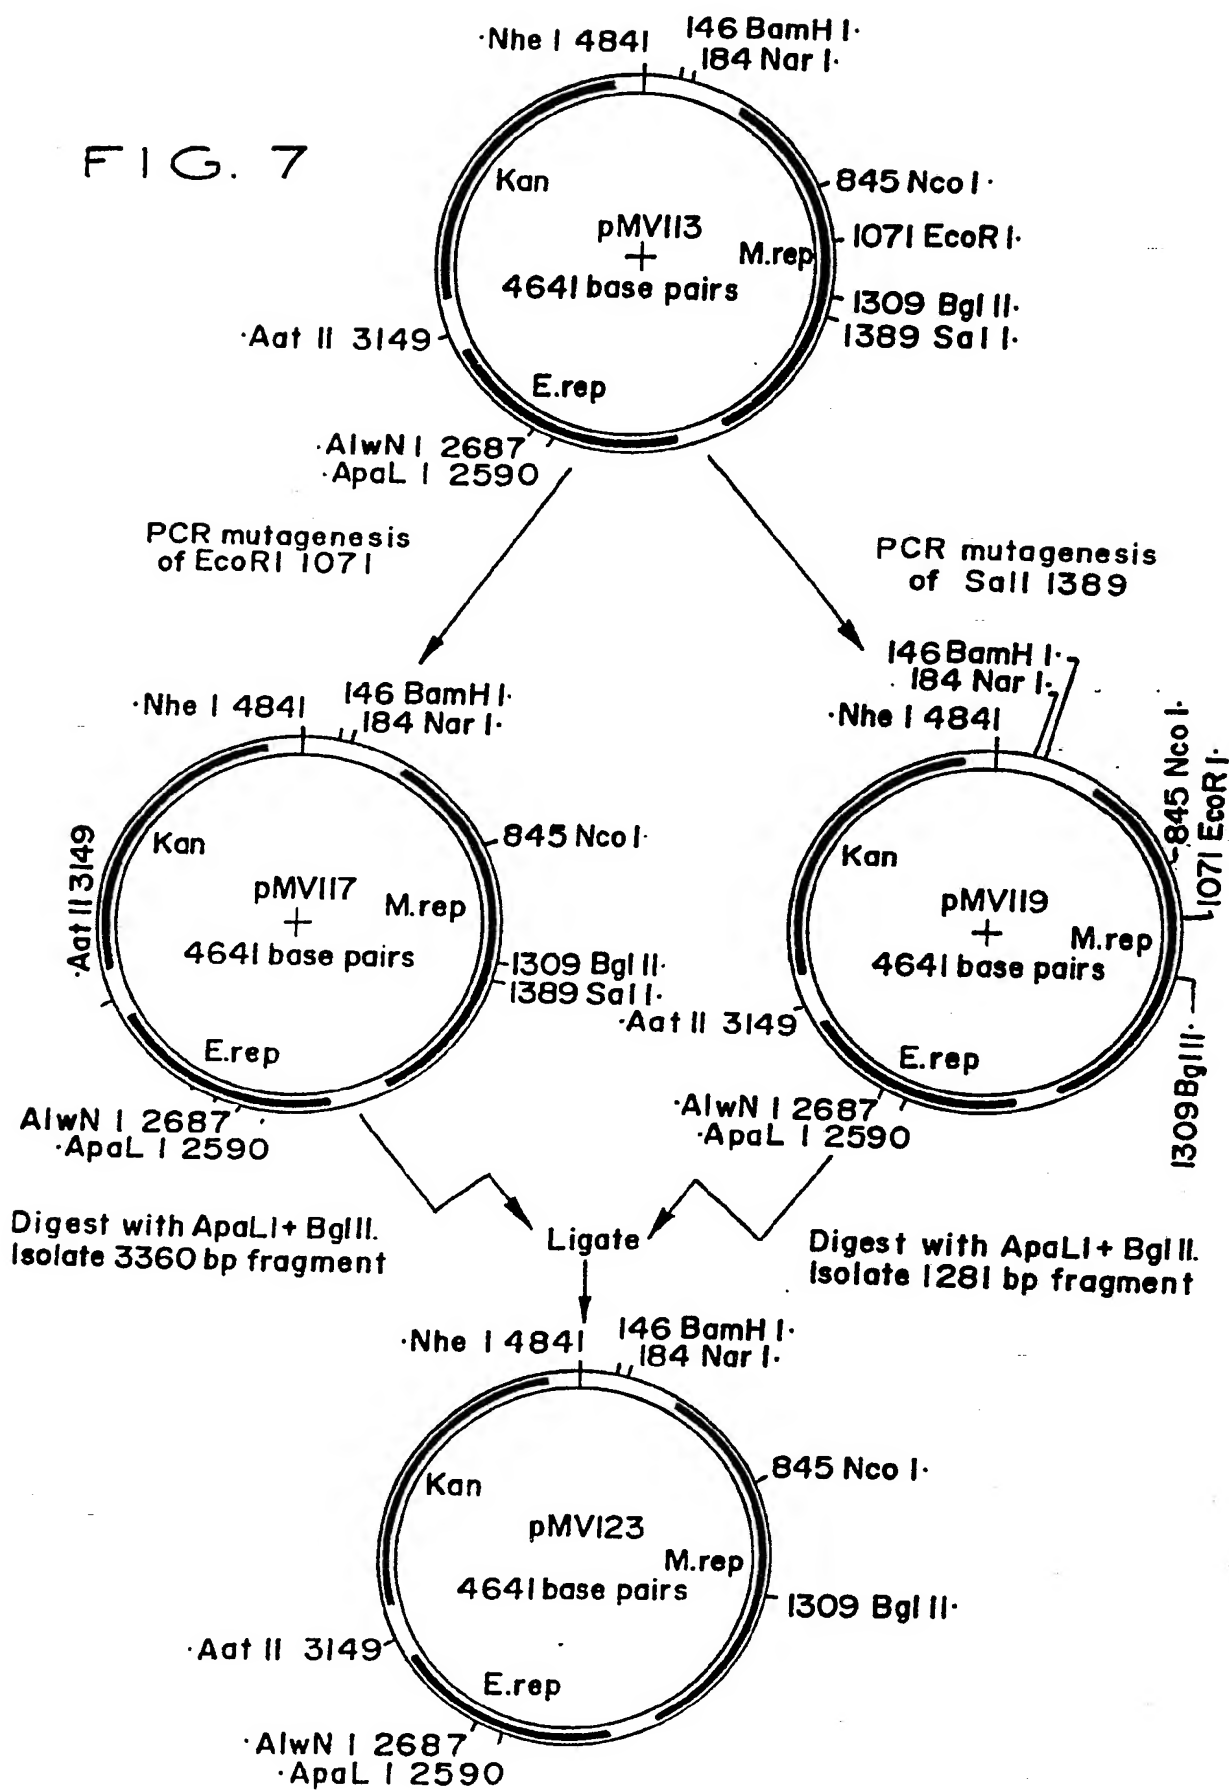 FIG. 7
·Nhe I 4841
146 BamH I·
184 Nar I·
Kan
845 Nco I·
pMV113
+
4641 base pairs
M.rep
1071 EcoR I·
1309 Bgl II·
1389 Sal I·
·Aat II 3149
E.rep
·AlwN I 2687
·ApaL I 2590
PCR mutagenesis
of EcoRI 1071
PCR mutagenesis
of SalI 1389
·Nhe I 4841
146 BamH I·
184 Nar I·
Kan
845 Nco I·
·Aat II 3149
pMV117
+
4641 base pairs
M.rep
1309 Bgl II·
1389 Sal I·
E.rep
AlwN I 2687
·ApaL I 2590
146 BamH I·
184 Nar I·
·Nhe I 4841
845 Nco I·
1071 EcoR I·
Kan
pMV119
+
4641 base pairs
M.rep
1309 Bgl II·
·Aat II 3149
E.rep
·AlwN I 2687
·ApaL I 2590
Digest with ApaLI+ BglII.
Isolate 3360 bp fragment
Ligate
Digest with ApaLI+ Bgl II.
Isolate 1281 bp fragment
·Nhe I 4841
146 BamH I·
184 Nar I·
Kan
845 Nco I·
pMV123
4641 base pairs
M.rep
1309 Bgl II·
·Aat II 3149
E.rep
·AlwN I 2687
·ApaL I 2590